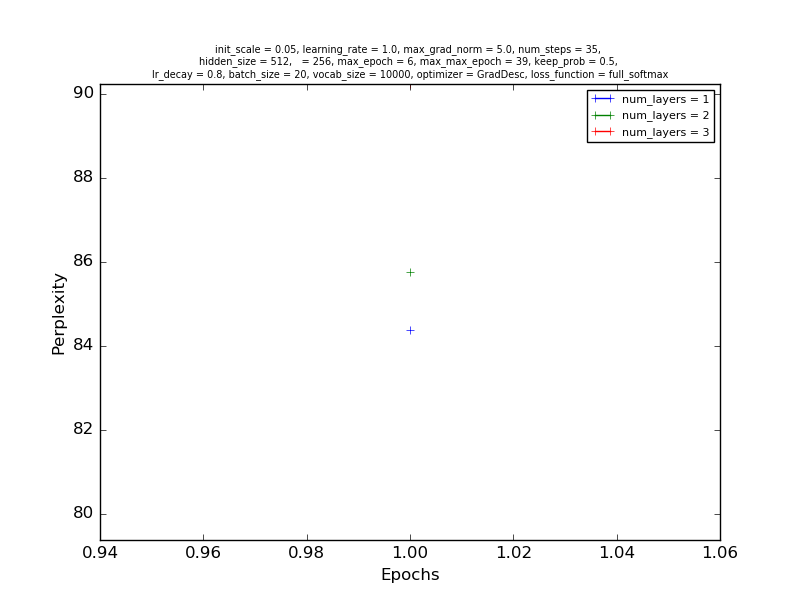 init_scale = 0.05, learning_rate = 1.0, max_grad_norm = 5.0, num_steps = 35,
hidden_size = 512,   = 256, max_epoch = 6, max_max_epoch = 39, keep_prob = 0.5,
lr_decay = 0.8, batch_size = 20, vocab_size = 10000, optimizer = GradDesc, loss_function = full_softmax
num_layers = 1
num_layers = 2
num_layers = 3
90
88
86
84
82
80
Perplexity
0.94 0.96 0.98 1.00 1.02 1.04 1.06
Epochs